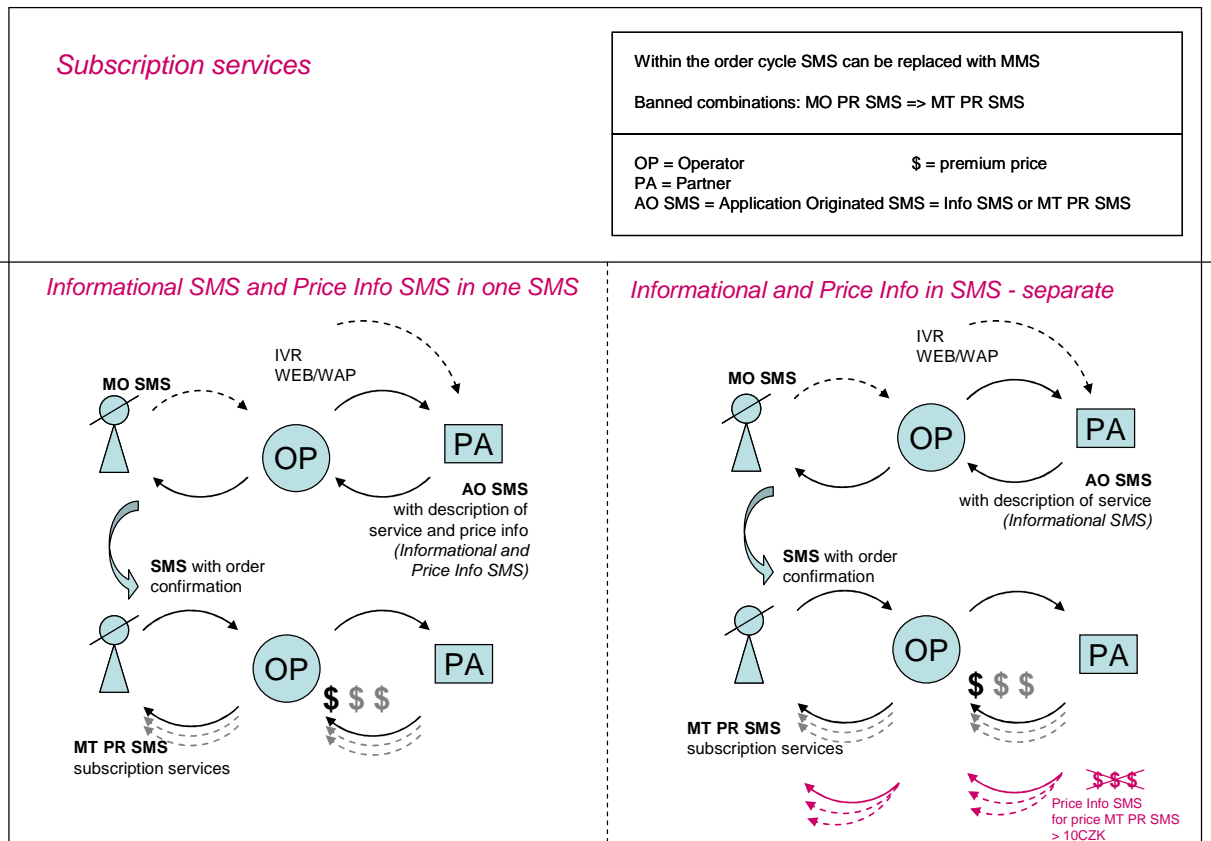 Subscription services
Within the order cycle SMS can be replaced with MMS
Banned combinations: MO PR SMS => MT PR SMS
OP = Operator $ = premium price
PA = Partner
AO SMS = Application Originated SMS = Info SMS or MT PR SMS
Informational SMS and Price Info SMS in one SMS
IVR
WEB/WAP
MO SMS
OP
PA
AO SMS
with description of
service and price info
(Informational and
Price Info SMS)
SMS with order
confirmation
OP
PA
$ $ $
MT PR SMS
subscription services
Informational and Price Info in SMS - separate
IVR
WEB/WAP
MO SMS
OP
PA
AO SMS
with description of service
(Informational SMS)
SMS with order
confirmation
OP
PA
$ $ $
MT PR SMS
subscription services
$ $ $
Price Info SMS
for price MT PR SMS
> 10CZK